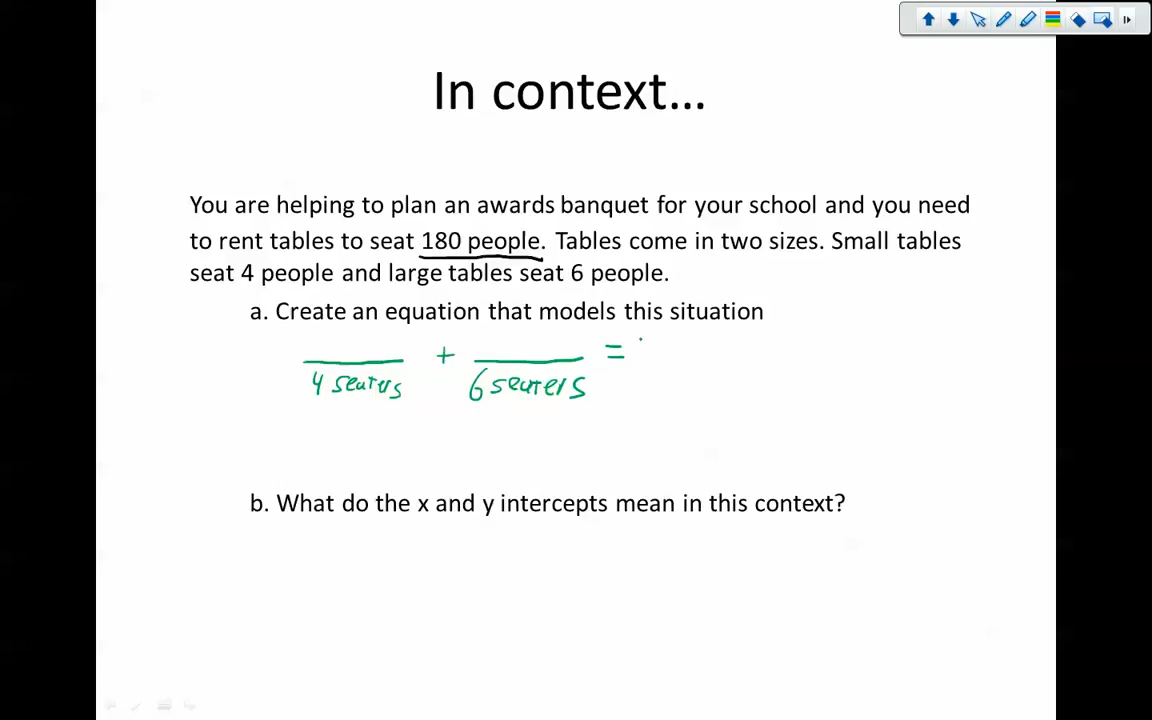 In context...
You are helping to plan an awards banquet for your school and you need
to rent tables to seat 180 people. Tables come in two sizes. Small tables
seat 4 people and large tables seat 6 people.
a. Create an equation that models this situation
+ =
4 seaters 6 seaters
b. What do the x and y intercepts mean in this context?